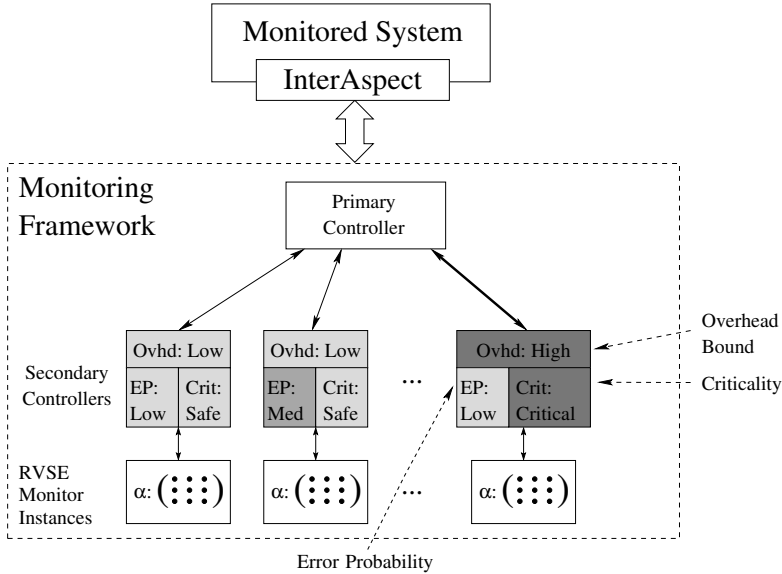 Monitored System
InterAspect
Monitoring
Framework
Primary
Controller
Overhead
Bound
Criticality
Secondary
Controllers
Ovhd: Low
EP:
Low
Crit:
Safe
Ovhd: Low
EP:
Med
Crit:
Safe
...
Ovhd: High
EP:
Low
Crit:
Critical
RVSE
Monitor
Instances
α:
α:
...
α:
Error Probability